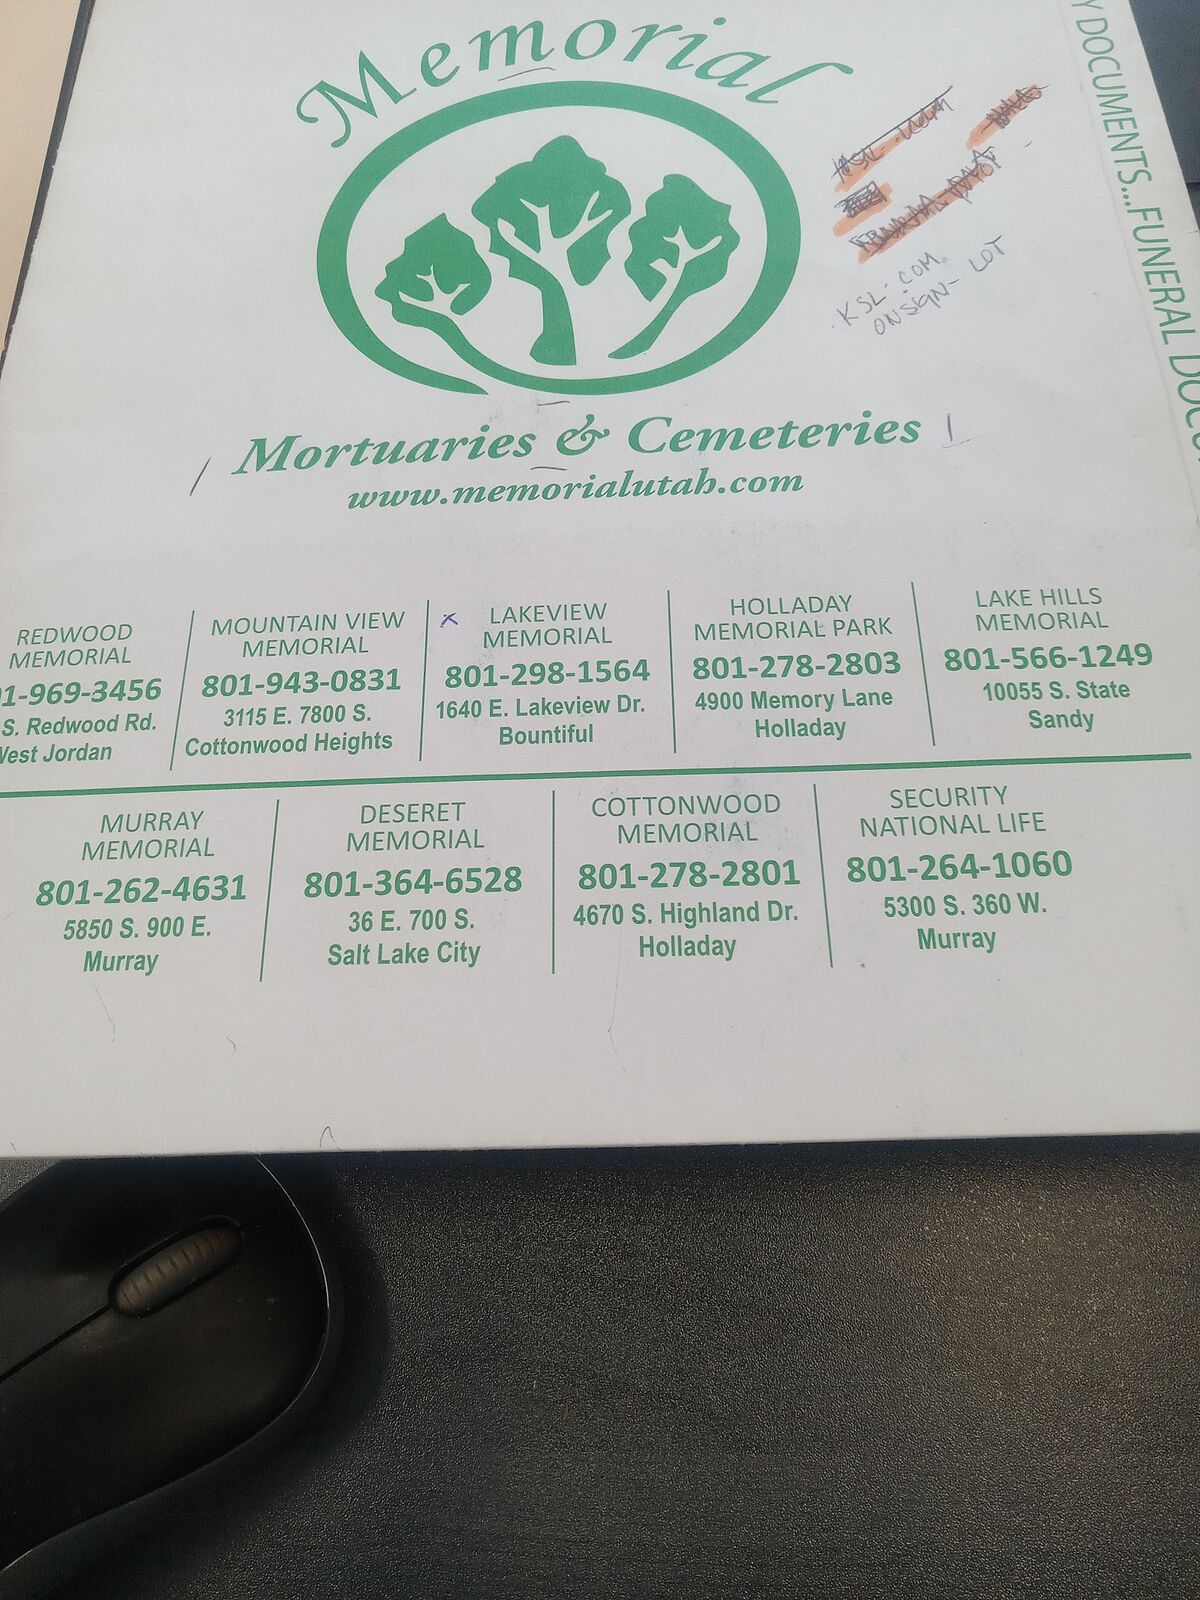 Memorial
Mortuaries & Cemeteries
www.memorialutah.com
KSL.COM
ONSIGN- LOT
Y DOCUMENTS...FUNERAL DOCU
REDWOOD
MEMORIAL
1-969-3456
S. Redwood Rd.
West Jordan
MOUNTAIN VIEW
MEMORIAL
801-943-0831
3115 E. 7800 S.
Cottonwood Heights
x LAKEVIEW
MEMORIAL
801-298-1564
1640 E. Lakeview Dr.
Bountiful
HOLLADAY
MEMORIAL PARK
801-278-2803
4900 Memory Lane
Holladay
LAKE HILLS
MEMORIAL
801-566-1249
10055 S. State
Sandy
MURRAY
MEMORIAL
801-262-4631
5850 S. 900 E.
Murray
DESERET
MEMORIAL
801-364-6528
36 E. 700 S.
Salt Lake City
COTTONWOOD
MEMORIAL
801-278-2801
4670 S. Highland Dr.
Holladay
SECURITY
NATIONAL LIFE
801-264-1060
5300 S. 360 W.
Murray